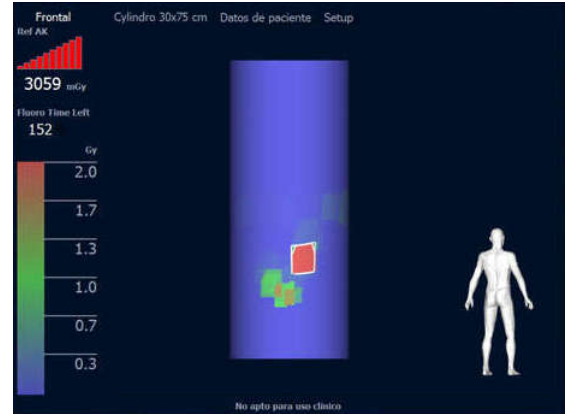 Frontal
Cylindro 30x75 cm
Datos de paciente
Setup
Ref AK
3059 mGy
Fluoro Time Left
152
Gy
2.0
1.7
1.3
1.0
0.7
0.3
No apto para uso clínico